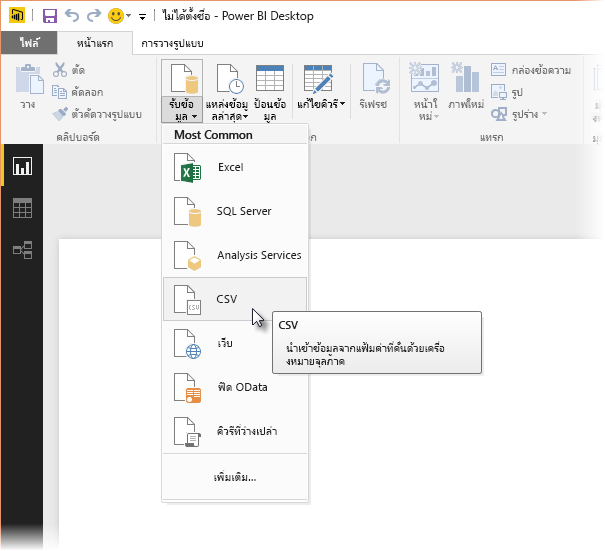 ไม่ได้ตั้งชื่อ - Power BI Desktop
ไฟล์ หน้าแรก การวางรูปแบบ
วาง
ตัด
คัดลอก
ตัวคัดวางรูปแบบ
คลิปบอร์ด
รับข้อ
มูล
แหล่งข้อมู
ลล่าสุด
ป้อนข้อ
มูล
แก้ไขคิวรี
รีเฟรช
หน้าใ
หม่
ภาพใหม่
กล่องข้อความ
รูป
รูปร่าง
แทรก
Most Common
Excel
SQL Server
Analysis Services
CSV
CSV
นำเข้าข้อมูลจากแฟ้มค่าที่คั่นด้วยเครื่อ
งหมายจุลภาค
เว็บ
ฟีด OData
คิวรีที่ว่างเปล่า
เพิ่มเติม...